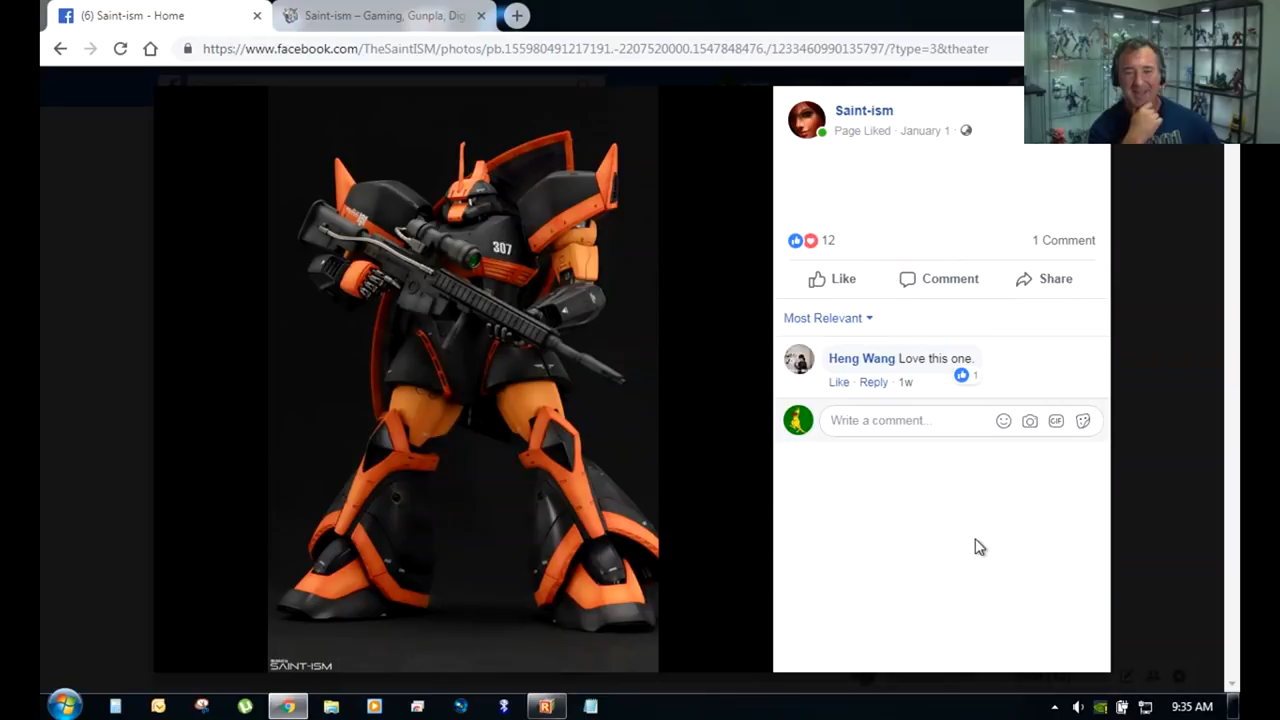 (6) Saint-ism - Home
Saint-ism – Gaming, Gunpla, Dig
https://www.facebook.com/TheSaintISM/photos/pb.155980491217191.-2207520000.1547848476./1233460990135797/?type=3&theater
Saint-ism
Page Liked · January 1 ·
12
1 Comment
Like
Comment
Share
Most Relevant
Heng Wang Love this one.
1
Like · Reply · 1w
Write a comment...
GIF
307
SAINT-ISM
9:35 AM